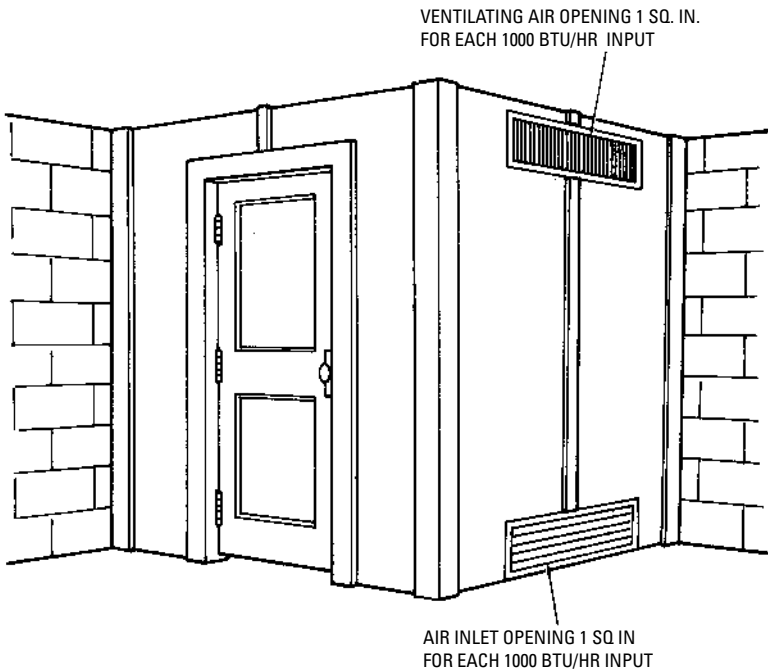 VENTILATING AIR OPENING 1 SQ. IN.
FOR EACH 1000 BTU/HR INPUT
AIR INLET OPENING 1 SQ IN
FOR EACH 1000 BTU/HR INPUT